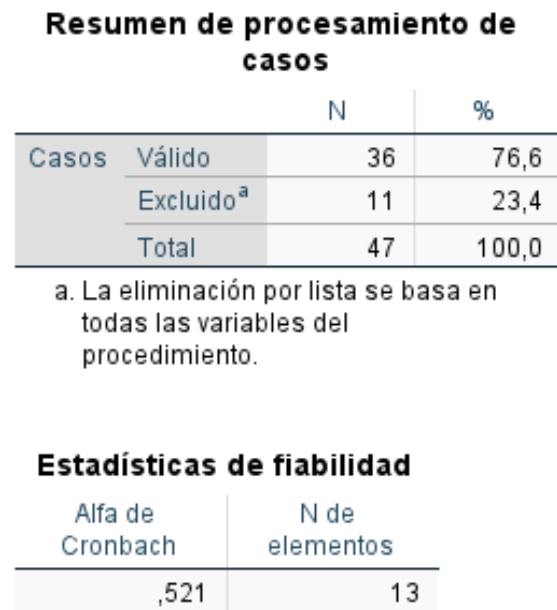 Resumen de procesamiento de
casos
N %
Casos Válido 36 76,6
Excluidoª 11 23,4
Total 47 100,0
a. La eliminación por lista se basa en
todas las variables del
procedimiento.
Estadísticas de fiabilidad
Alfa de N de
Cronbach elementos
,521 13